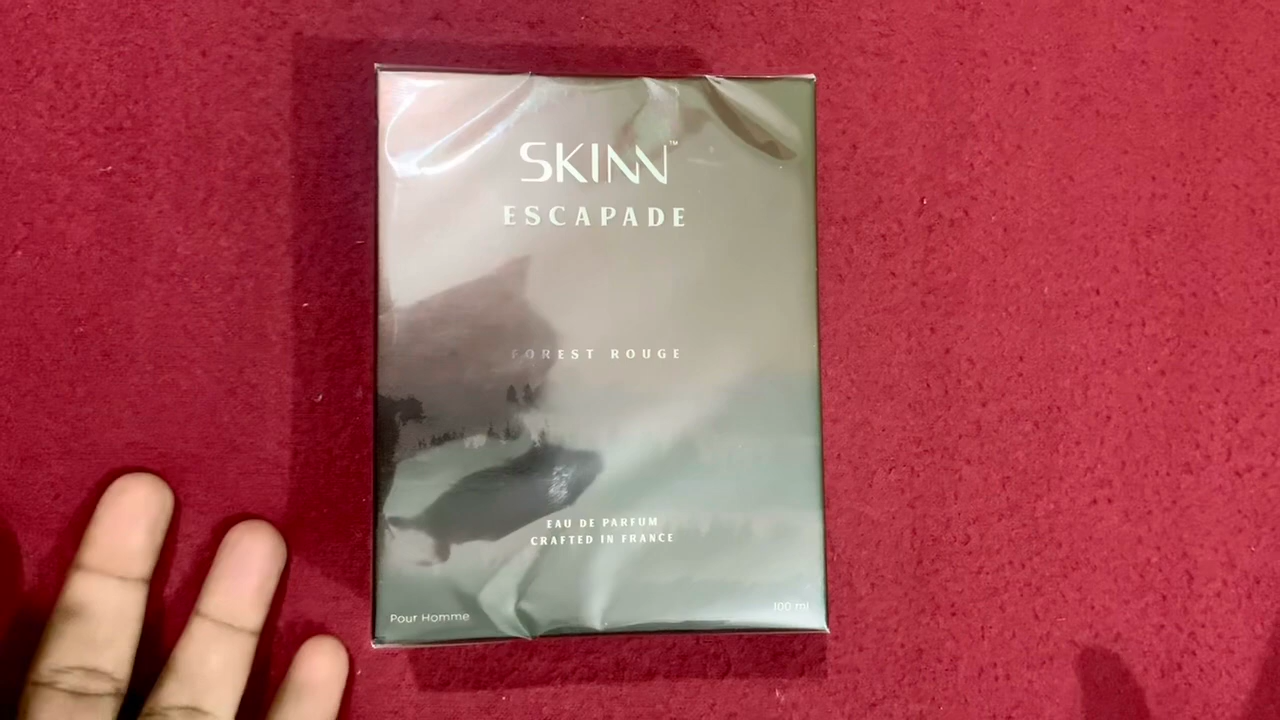 SKINN™
ESCAPADE
FOREST ROUGE
EAU DE PARFUM
CRAFTED IN FRANCE
Pour Homme
100 ml